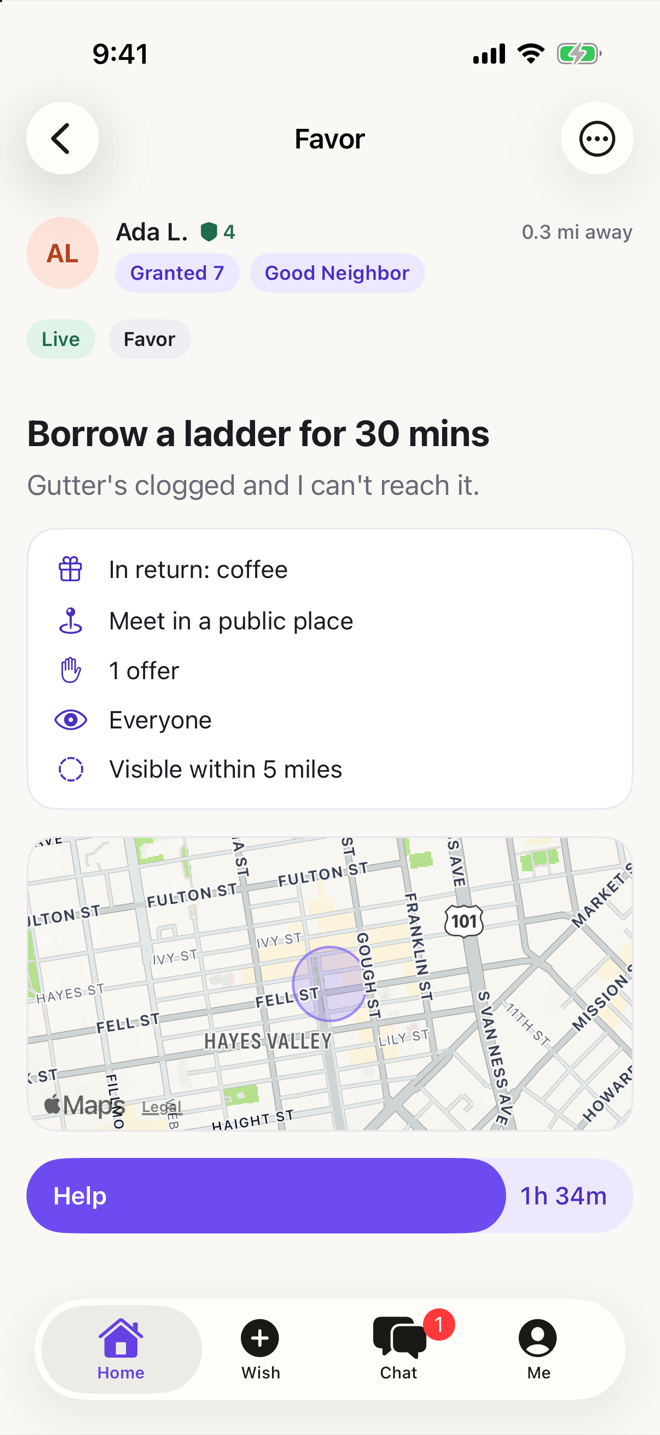 9:41
Favor
AL
Ada L. 4
0.3 mi away
Granted 7 Good Neighbor
Live Favor
Borrow a ladder for 30 mins
Gutter's clogged and I can't reach it.
In return: coffee
Meet in a public place
1 offer
Everyone
Visible within 5 miles
FULTON ST
FULTON ST
IVY ST
IVY ST
HAYES ST
FELL ST
FELL ST
GOUGH ST
FRANKLIN ST
S AVE
101
MARKET S
MISSION S
11TH ST
S VAN NESS AVE
HOWARD
HAYES VALLEY
LILY ST
HAIGHT ST
Maps Legal
Help 1h 34m
1
Home Wish Chat Me